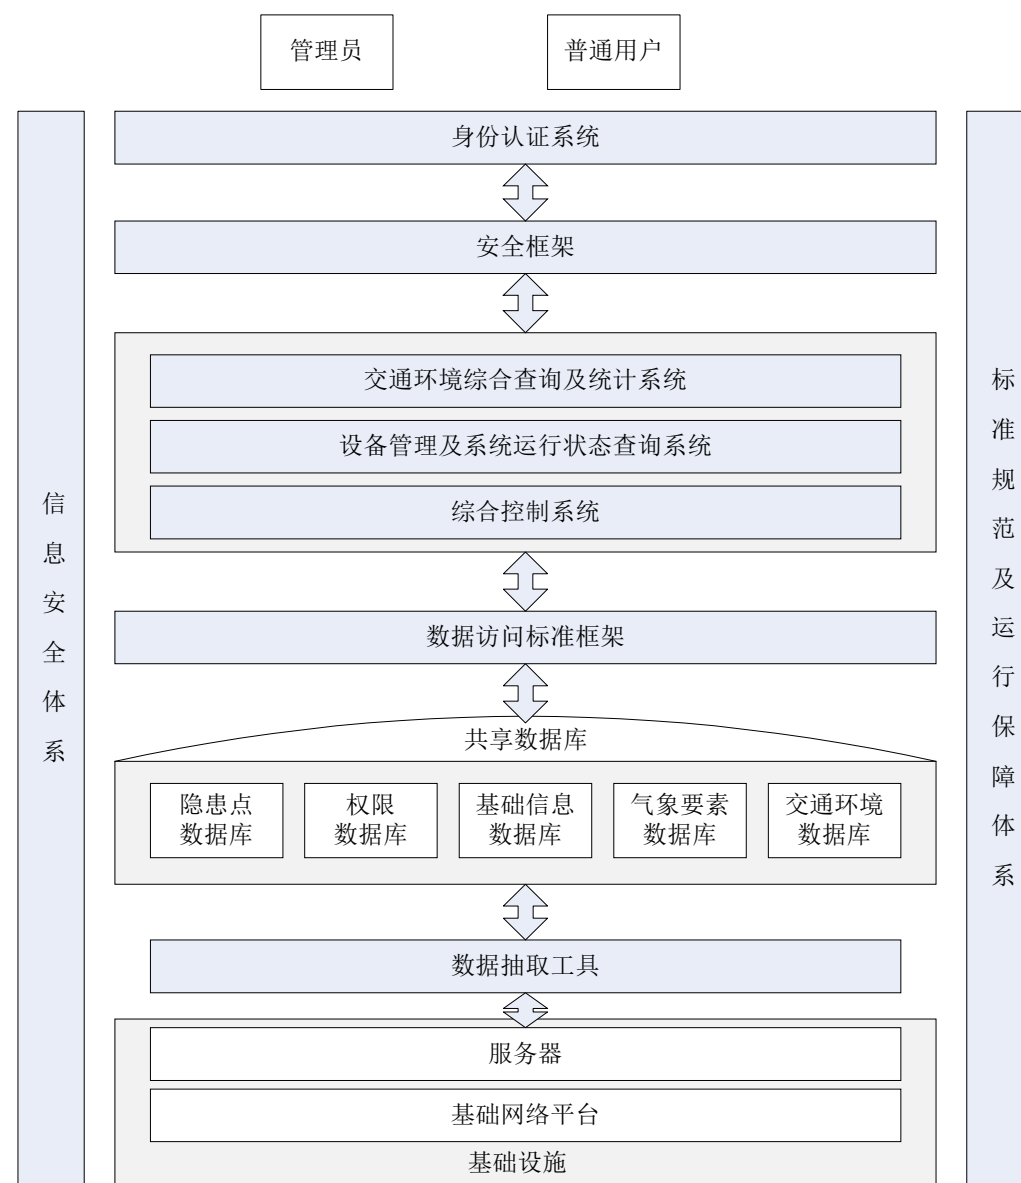 管理员
普通用户
身份认证系统
安全框架
交通环境综合查询及统计系统
设备管理及系统运行状态查询系统
综合控制系统
数据访问标准框架
共享数据库
隐患点
数据库
权限
数据库
基础信息
数据库
气象要素
数据库
交通环境
数据库
数据抽取工具
服务器
基础网络平台
基础设施
信息安全体系
标准规范及运行保障体系